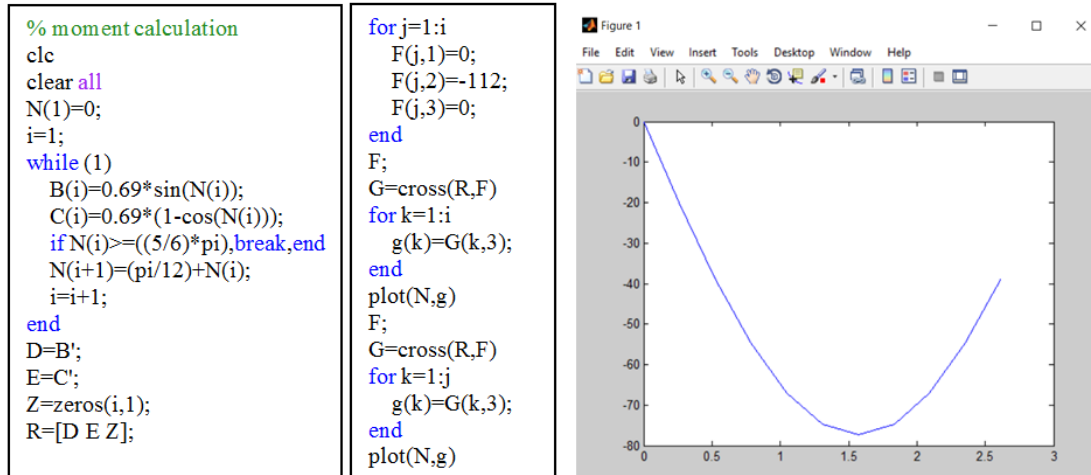 % moment calculation
clc
clear all
N(1)=0;
i=1;
while (1)
B(i)=0.69*sin(N(i));
C(i)=0.69*(1-cos(N(i)));
if N(i)>=((5/6)*pi),break,end
N(i+1)=(pi/12)+N(i);
i=i+1;
end
D=B';
E=C';
Z=zeros(i,1);
R=[D E Z];
for j=1:i
F(j,1)=0;
F(j,2)=-112;
F(j,3)=0;
end
F;
G=cross(R,F)
for k=1:i
g(k)=G(k,3);
end
plot(N,g)
F;
G=cross(R,F)
for k=1:j
g(k)=G(k,3);
end
plot(N,g)
Figure 1
File Edit View Insert Tools Desktop Window Help
0
-10
-20
-30
-40
-50
-60
-70
-80
0 0.5 1 1.5 2 2.5 3